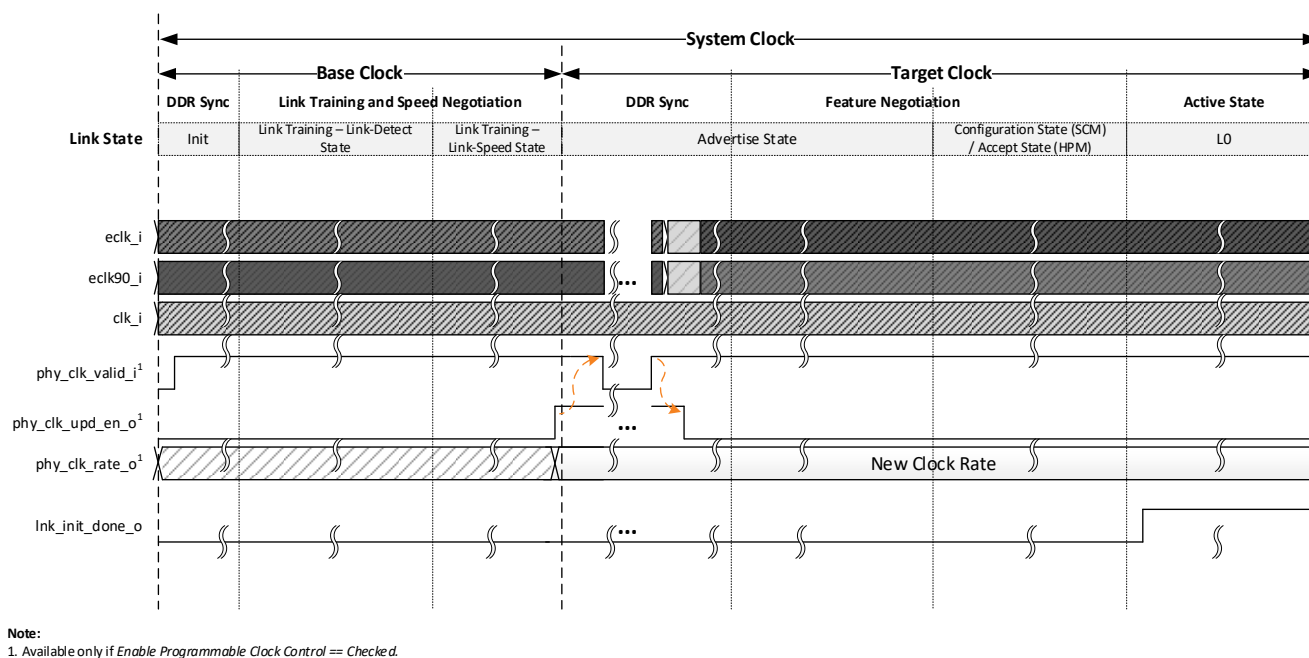 System Clock
Base Clock
Target Clock
DDR Sync
Link Training and Speed Negotiation
DDR Sync
Feature Negotiation
Active State
Link State
Init
Link Training – Link-Detect
State
Link Training –
Link-Speed State
Advertise State
Configuration State (SCM)
/ Accept State (HPM)
L0
eclk_i
eclk90_i
...
clk_i
phy_clk_valid_i¹
phy_clk_upd_en_o¹
...
phy_clk_rate_o¹
New Clock Rate
lnk_init_done_o
...
Note:
1. Available only if Enable Programmable Clock Control == Checked.